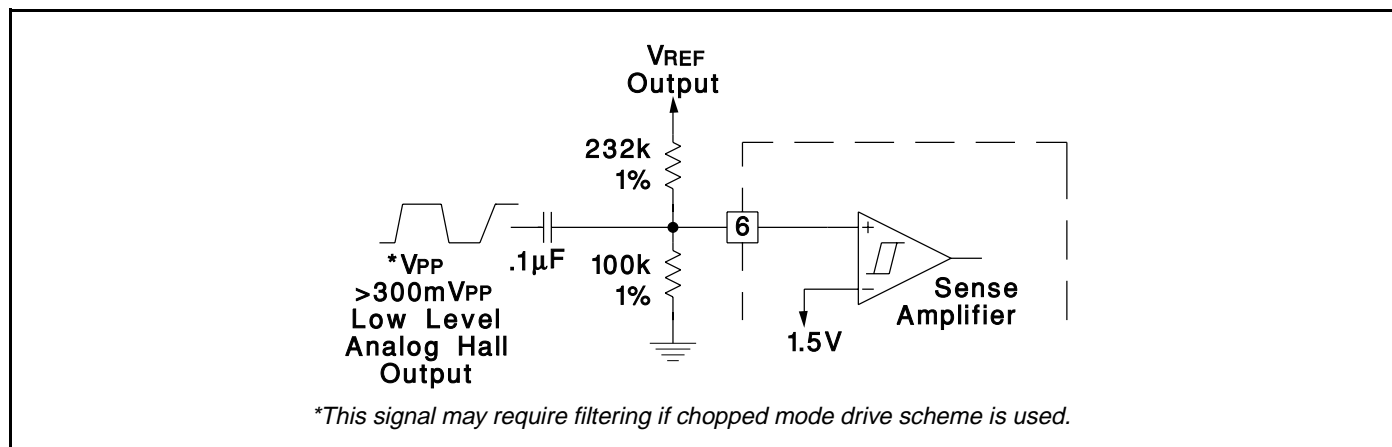 VREF
Output
232k
1%
6
*VPP
>300mVPP
Low Level
Analog Hall
Output
.1µF
100k
1%
+
−
1.5V
Sense
Amplifier
*This signal may require filtering if chopped mode drive scheme is used.